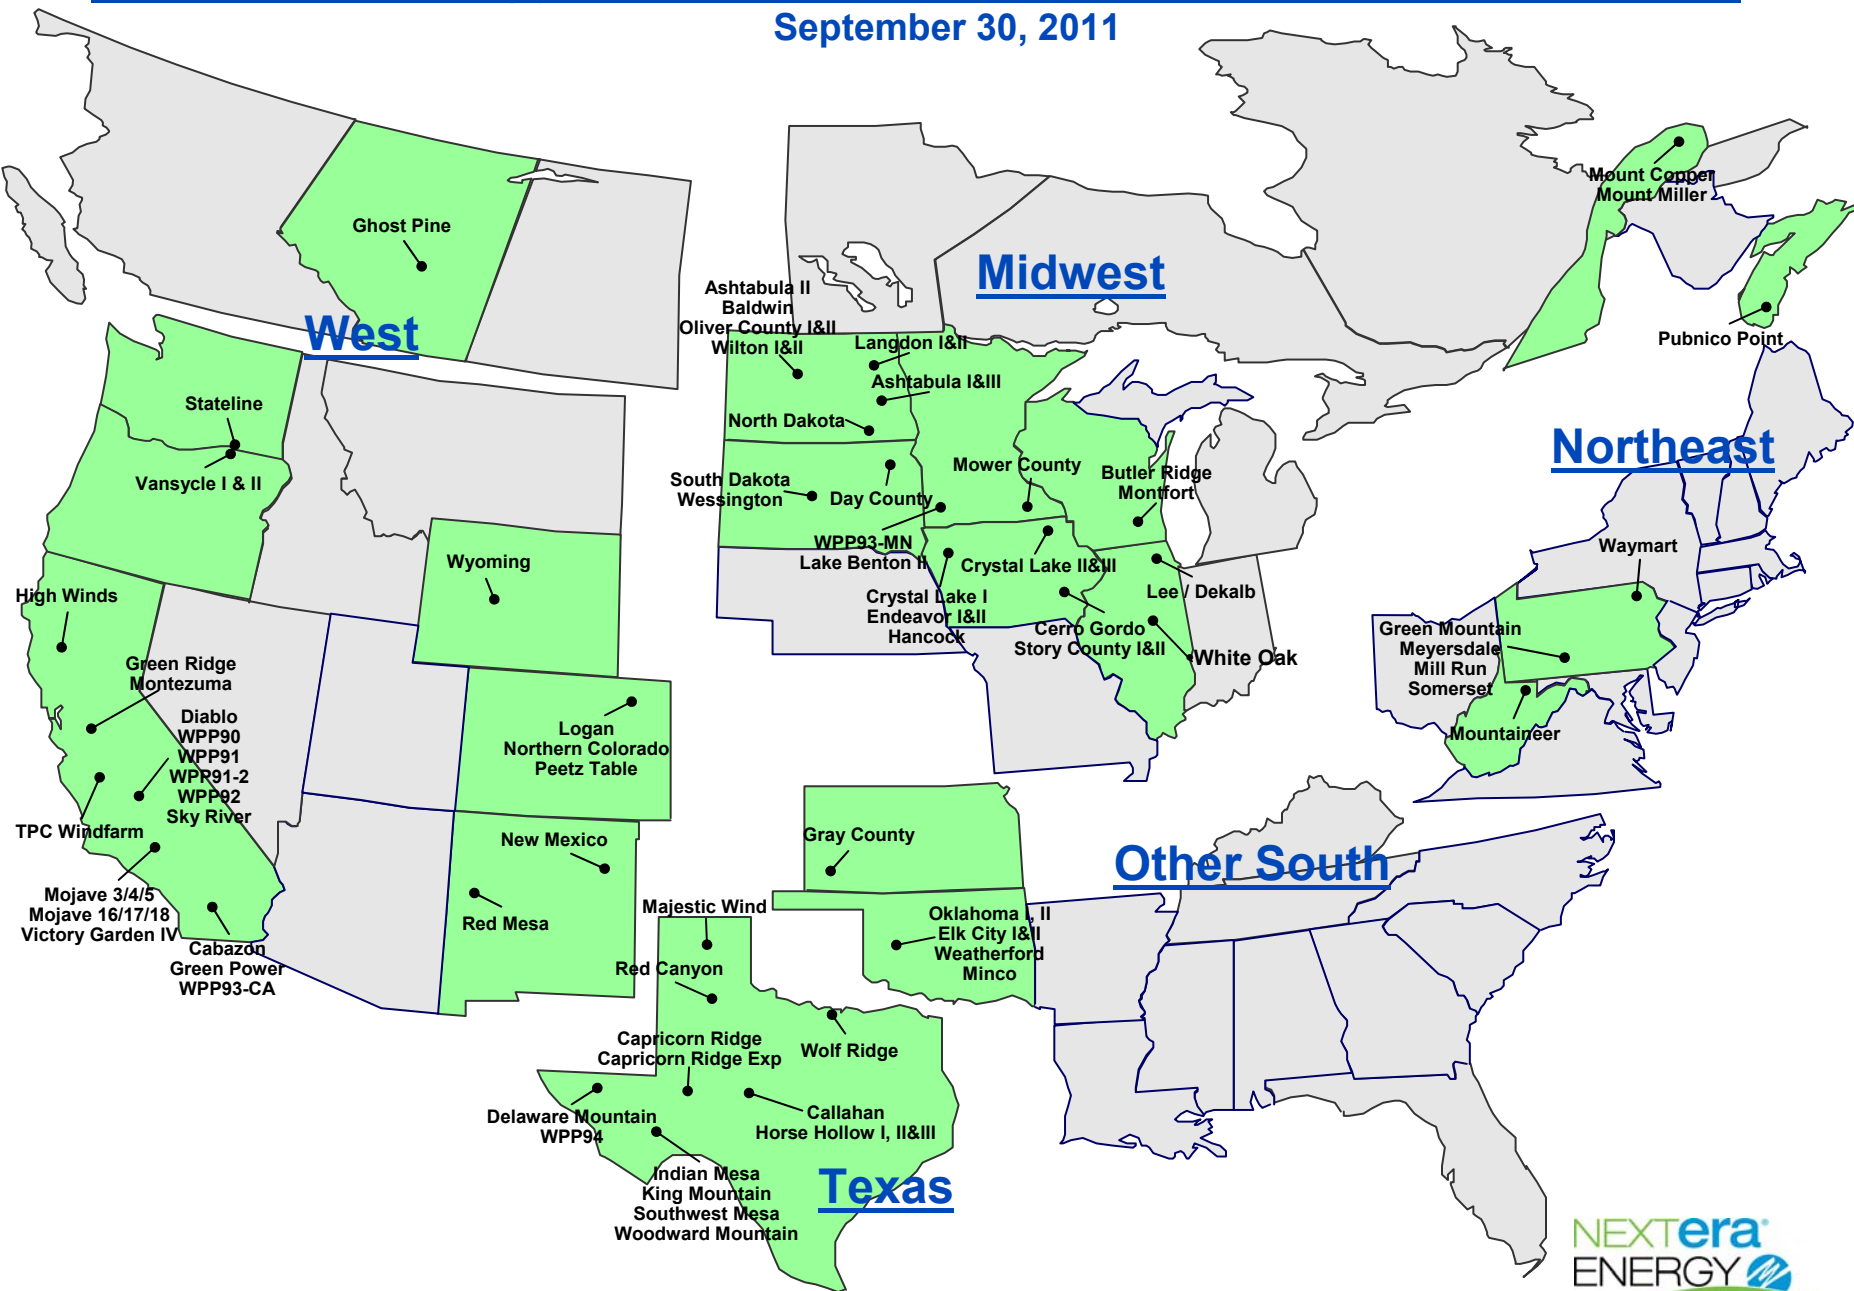 September 30, 2011
Mount Copper
Mount Miller
Ghost Pine
Midwest
Ashtabula II
Baldwin
Oliver County I&II
Wilton I&II
West
Langdon I&II
Pubnico Point
Ashtabula I&III
Stateline
North Dakota
Northeast
Mower County
Butler Ridge
Montfort
South Dakota
Wessington
Day County
Vansycle I & II
WPP93-MN
Lake Benton II
Crystal Lake II&III
Waymart
Wyoming
Lee / Dekalb
High Winds
Crystal Lake I
Endeavor I&II
Hancock
Cerro Gordo
Story County I&II
White Oak
Green Mountain
Meyersdale
Mill Run
Somerset
Green Ridge
Montezuma
Diablo
WPP90
WPP91
WPP91-2
WPP92
Sky River
Logan
Northern Colorado
Peetz Table
Mountaineer
TPC Windfarm
New Mexico
Gray County
Other South
Mojave 3/4/5
Mojave 16/17/18
Victory Garden IV
Red Mesa
Majestic Wind
Oklahoma I, II
Elk City I&II
Weatherford
Minco
Cabazon
Green Power
WPP93-CA
Red Canyon
Capricorn Ridge
Capricorn Ridge Exp
Wolf Ridge
Delaware Mountain
WPP94
Callahan
Horse Hollow I, II&III
Indian Mesa
King Mountain
Southwest Mesa
Woodward Mountain
Texas
NEXTera®
ENERGY